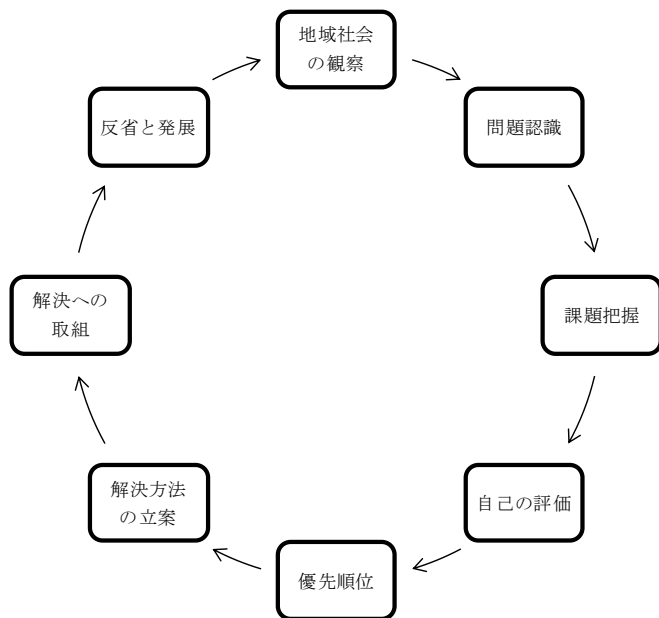 地域社会
の観察
問題認識
課題把握
自己の評価
優先順位
解決方法
の立案
解決への
取組
反省と発展